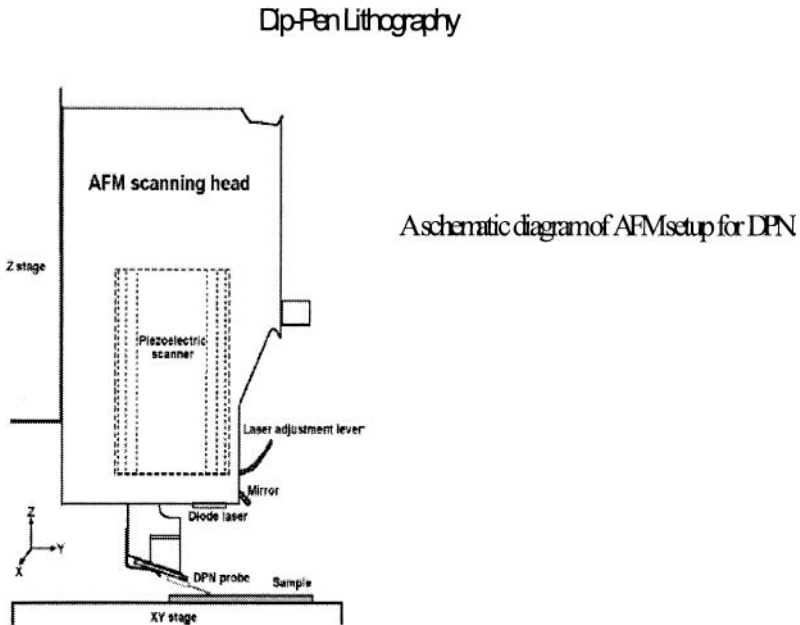 Dip-Pen Lithography
AFM scanning head
A schematic diagram of AFM setup for DPN.
Z stage
Piezoelectric
scanner
Laser adjustment lever
Mirror
Diode laser
Z
Y
X
DPN probe
Sample
XY stage